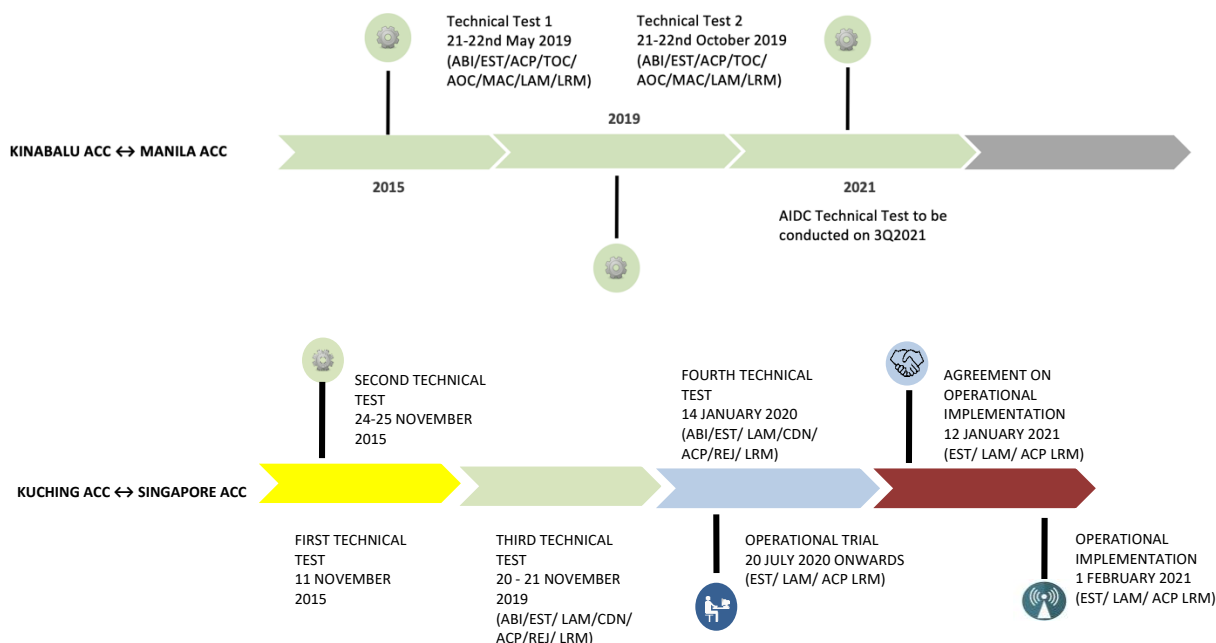 Technical Test 1
21-22nd May 2019
(ABI/EST/ACP/TOC/
AOC/MAC/LAM/LRM)
Technical Test 2
21-22nd October 2019
(ABI/EST/ACP/TOC/
AOC/MAC/LAM/LRM)
2019
KINABALU ACC ↔ MANILA ACC
2015
2021
AIDC Technical Test to be
conducted on 3Q2021
SECOND TECHNICAL
TEST
24-25 NOVEMBER
2015
FOURTH TECHNICAL
TEST
14 JANUARY 2020
(ABI/EST/ LAM/CDN/
ACP/REJ/ LRM)
AGREEMENT ON
OPERATIONAL
IMPLEMENTATION
12 JANUARY 2021
(EST/ LAM/ ACP LRM)
KUCHING ACC ↔ SINGAPORE ACC
FIRST TECHNICAL
TEST
11 NOVEMBER
2015
THIRD TECHNICAL
TEST
20 - 21 NOVEMBER
2019
(ABI/EST/ LAM/CDN/
ACP/REJ/ LRM)
OPERATIONAL TRIAL
20 JULY 2020 ONWARDS
(EST/ LAM/ ACP LRM)
OPERATIONAL
IMPLEMENTATION
1 FEBRUARY 2021
(EST/ LAM/ ACP LRM)